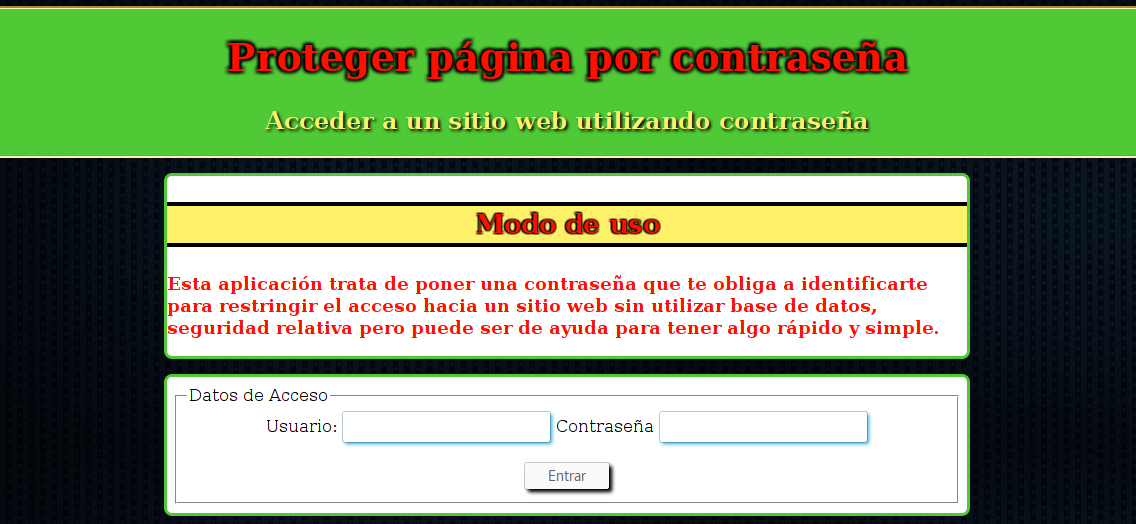 Proteger página por contraseña
Acceder a un sitio web utilizando contraseña
Modo de uso
Esta aplicación trata de poner una contraseña que te obliga a identificarte
para restringir el acceso hacia un sitio web sin utilizar base de datos,
seguridad relativa pero puede ser de ayuda para tener algo rápido y simple.
Datos de Acceso
Usuario: Contraseña
Entrar